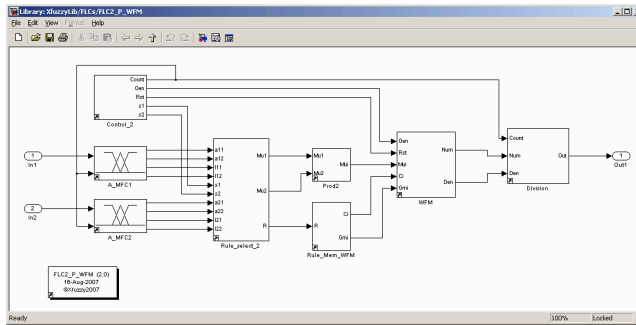 Library: XfuzzyLib/FLCs/FLC2_P_WFM
File Edit View Format Help
Count
Oen
Rst
s1
s2
Control_2
1
In1
A_MFC1
2
In2
A_MFC2
a11
a12
l11
l12
s1
s2
a21
a22
l21
l22
Mu1
Mu2
R
Rule_select_2
Mu1
Mu2
Mui
Prod2
R
Ci
Gmi
Rule_Mem_WFM
Oen
Rst
Mui
Ci
Gmi
Num
Den
WFM
Count
Num
Den
Out
Division
1
Out1
FLC2_P_WFM (2.0)
16-Aug-2007
©Xfuzzy2007
Ready
100%
Locked